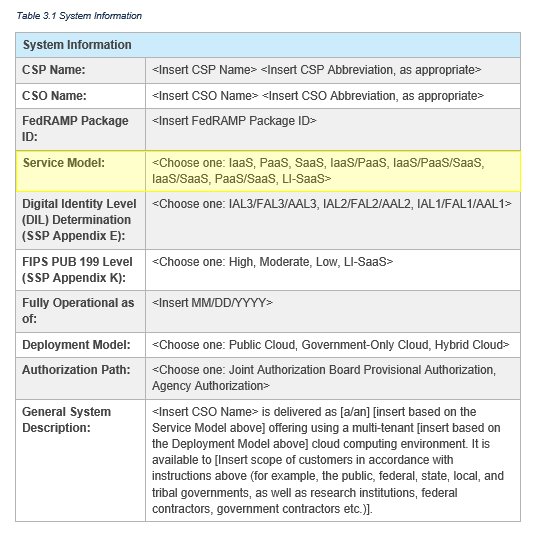 Table 3.1 System Information
System Information
CSP Name:
<Insert CSP Name> <Insert CSP Abbreviation, as appropriate>
CSO Name:
<Insert CSO Name> <Insert CSO Abbreviation, as appropriate>
FedRAMP Package
ID:
<Insert FedRAMP Package ID>
Service Model:
<Choose one: IaaS, PaaS, SaaS, IaaS/PaaS, IaaS/PaaS/SaaS,
IaaS/SaaS, PaaS/SaaS, LI-SaaS>
Digital Identity Level
(DIL) Determination
(SSP Appendix E):
<Choose one: IAL3/FAL3/AAL3, IAL2/FAL2/AAL2, IAL1/FAL1/AAL1>
FIPS PUB 199 Level
(SSP Appendix K):
<Choose one: High, Moderate, Low, LI-SaaS>
Fully Operational as
of:
<Insert MM/DD/YYYY>
Deployment Model:
<Choose one: Public Cloud, Government-Only Cloud, Hybrid Cloud>
Authorization Path:
<Choose one: Joint Authorization Board Provisional Authorization,
Agency Authorization>
General System
Description:
<Insert CSO Name> is delivered as [a/an] [insert based on the
Service Model above] offering using a multi-tenant [insert based on
the Deployment Model above] cloud computing environment. It is
available to [Insert scope of customers in accordance with
instructions above (for example, the public, federal, state, local, and
tribal governments, as well as research institutions, federal
contractors, government contractors etc.)].